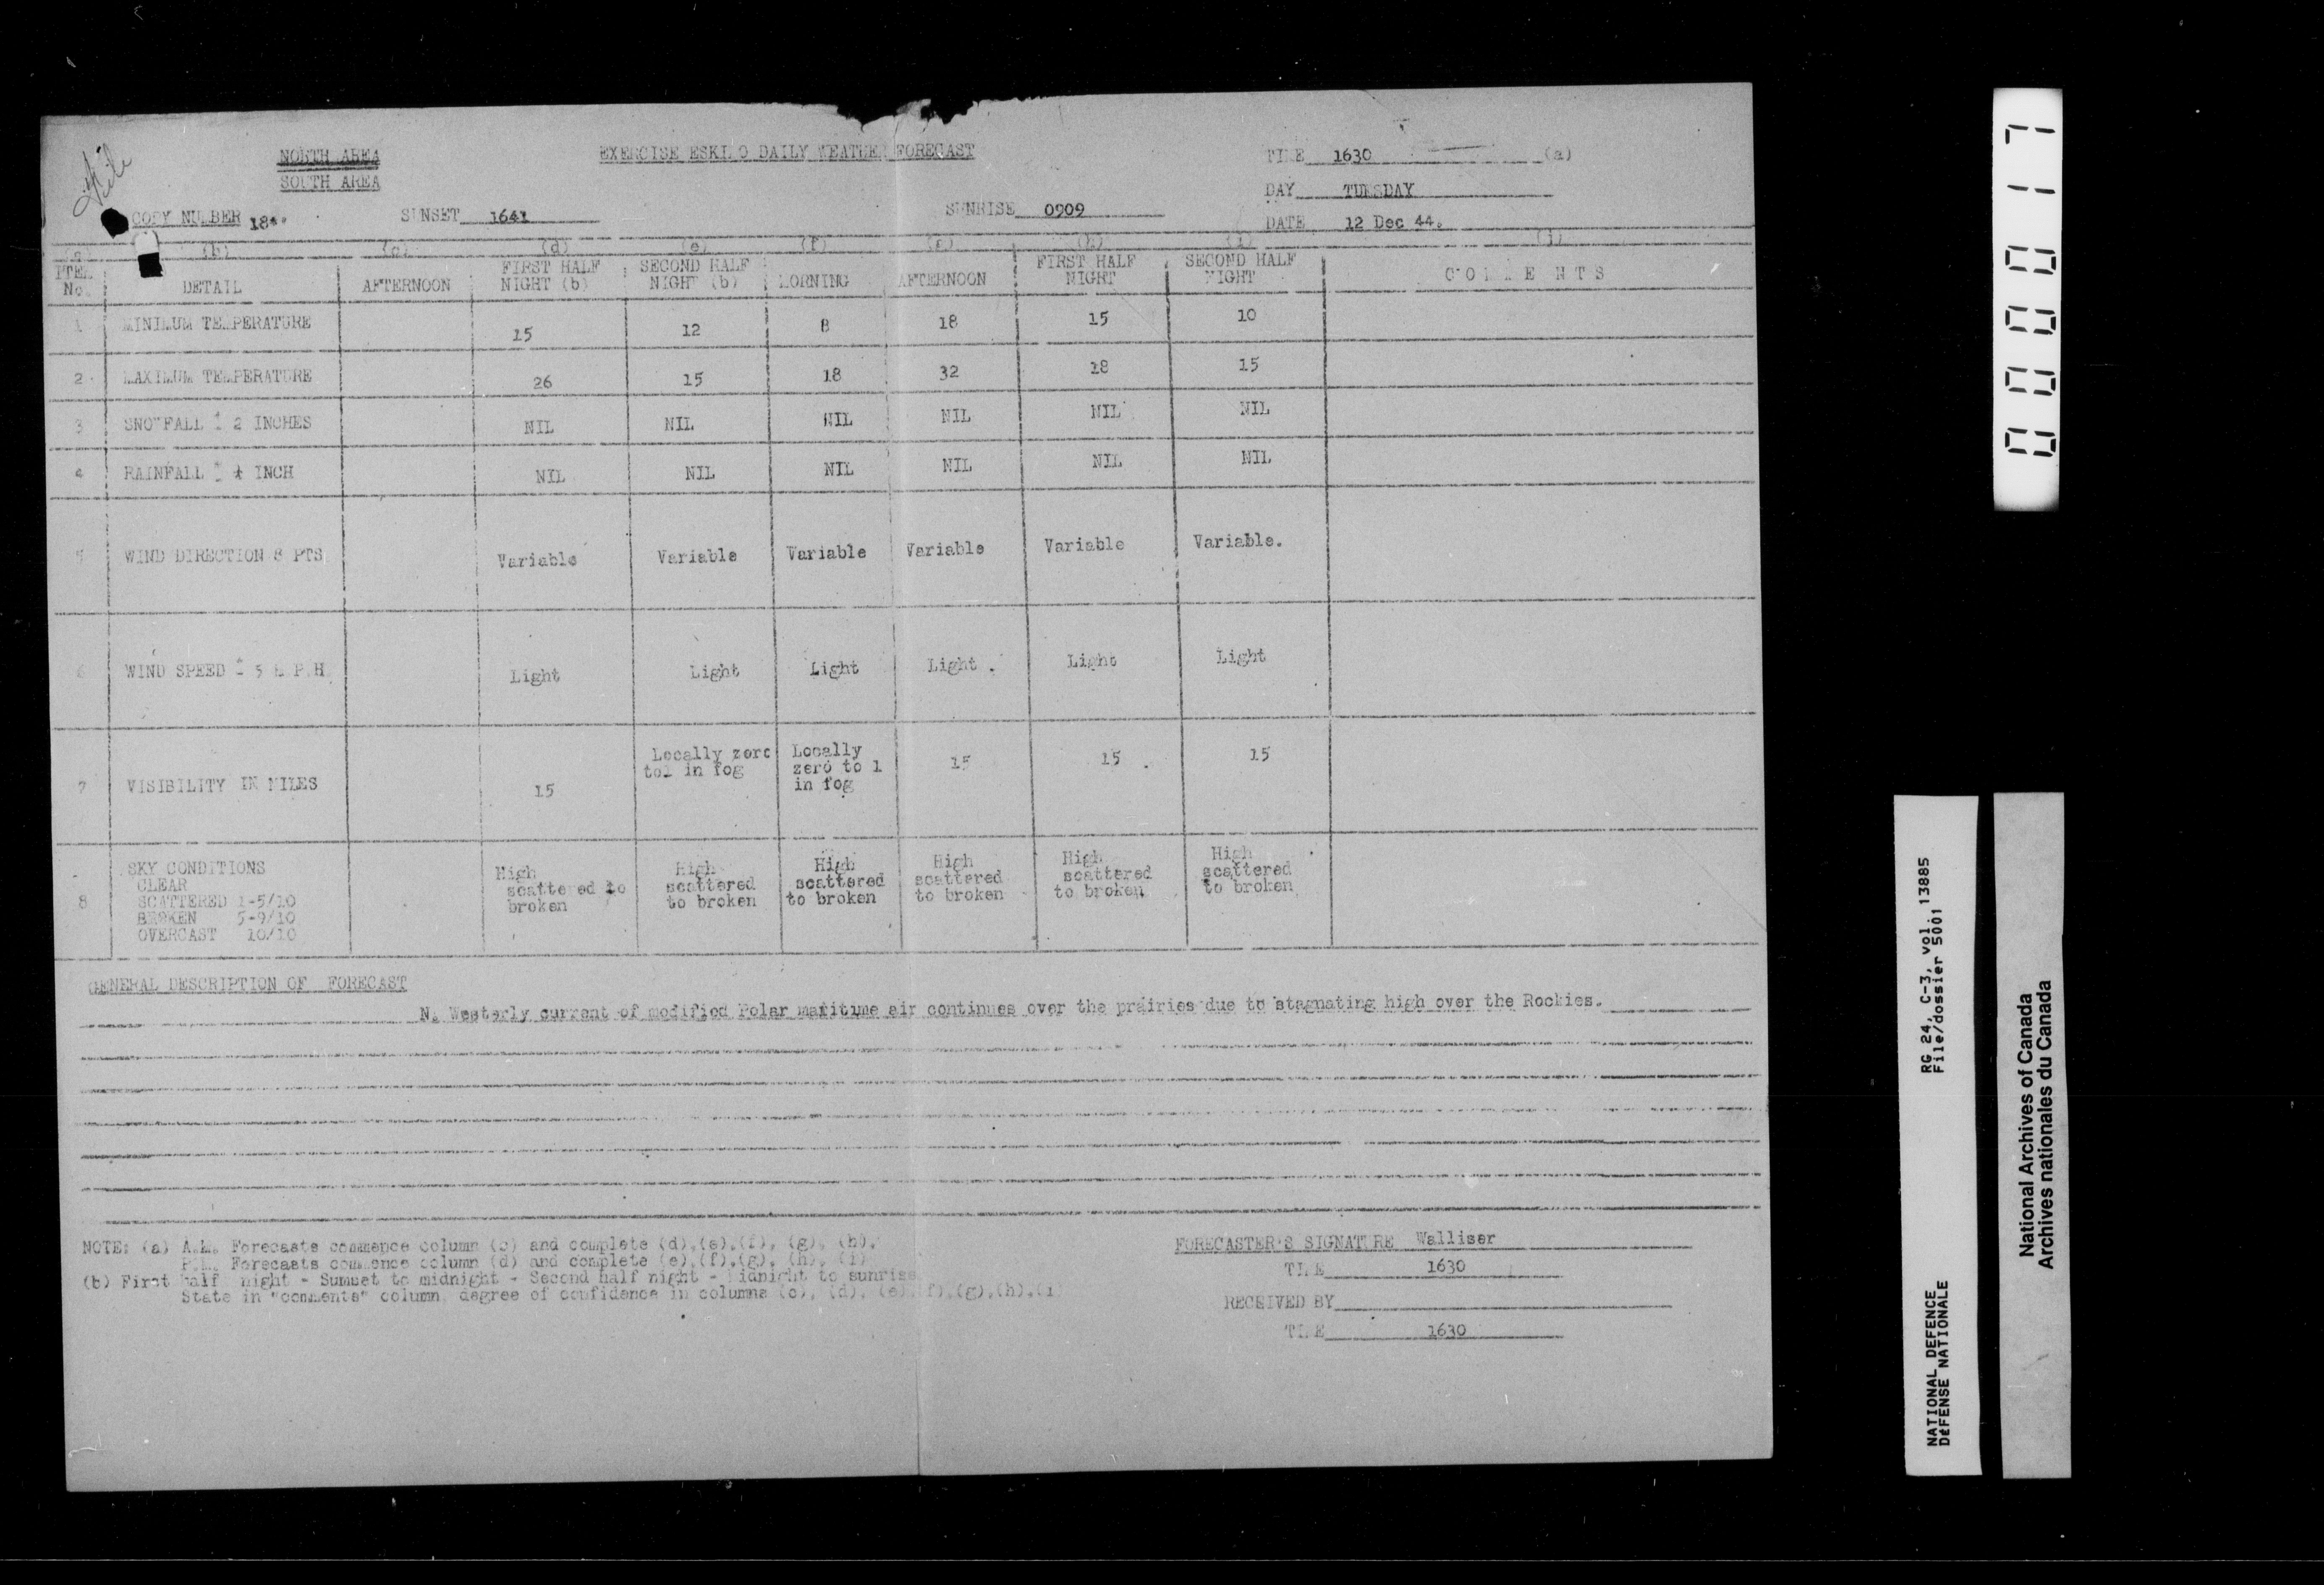 File
NORTH AREA
SOUTH AREA
EXERCISE ESKIMO DAILY WEATHER FORECAST
TIME 1630 (a)
DAY TUESDAY
COPY NUMBER 18
SUNSET 1641
SUNRISE 0909
DATE 12 Dec 44.
(a) (b) (c) (d) (e) (f) (g) (h) (i) (j)
ITEM No. DETAIL AFTERNOON FIRST HALF NIGHT (b) SECOND HALF NIGHT (b) MORNING AFTERNOON FIRST HALF NIGHT SECOND HALF NIGHT COMMENTS
1 MINIMUM TEMPERATURE 15 12 8 18 15 10
2 MAXIMUM TEMPERATURE 26 15 18 32 18 15
3 SNOWFALL ± 2 INCHES NIL NIL NIL NIL NIL NIL
4 RAINFALL ± INCH NIL NIL NIL NIL NIL NIL
5 WIND DIRECTION 8 PTS Variable Variable Variable Variable Variable Variable.
6 WIND SPEED ± 5 M.P.H. Light Light Light Light. Light Light
7 VISIBILITY IN MILES 15 Locally zero to1 in fog Locally zero to 1 in fog 15 15 15
8 SKY CONDITIONS
CLEAR
SCATTERED 1-5/10
BROKEN 5-9/10
OVERCAST 10/10
High scattered to broken High scattered to broken High scattered to broken High scattered to broken High scattered to broken High scattered to broken
GENERAL DESCRIPTION OF FORECAST
N. Westerly current of modified Polar maritime air continues over the prairies due to stagnating high over the Rockies.
NOTE: (a) A.M. Forecasts commence column (c) and complete (d),(e),(f), (g), (h).
P.M. Forecasts commence column (d) and complete (e),(f),(g), (h), (i)
(b) First half night - Sunset to midnight - Second half night - Midnight to sunrise
State in "comments" column degree of confidence in columns (c), (d), (e),(f),(g),(h),(i)
FORECASTER'S SIGNATURE Walliser
TIME 1630
RECEIVED BY
TIME 1630
000017
RG 24, C-3, vol. 13885
File/dossier 5001
NATIONAL DEFENCE
DÉFENSE NATIONALE
National Archives of Canada
Archives nationales du Canada